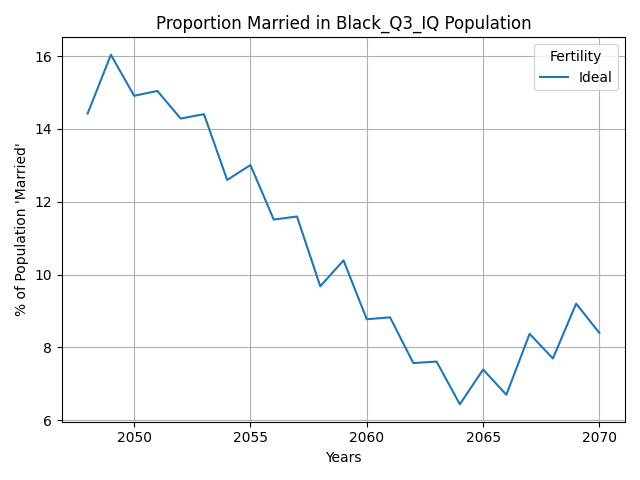 Proportion Married in Black_Q3_IQ Population
Fertility
Ideal
% of Population 'Married'
16
14
12
10
8
6
2050
2055
2060
2065
2070
Years